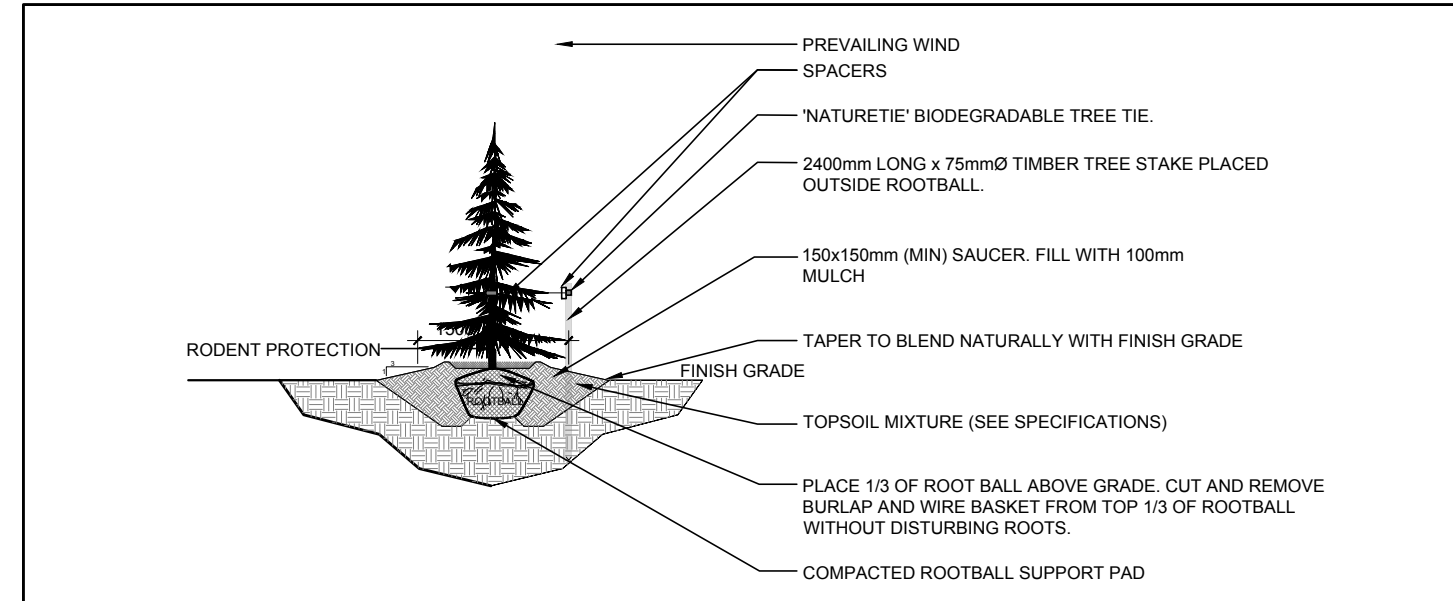 PREVAILING WIND
SPACERS
'NATURETIE' BIODEGRADABLE TREE TIE.
2400mm LONG x 75mmØ TIMBER TREE STAKE PLACED
OUTSIDE ROOTBALL.
150x150mm (MIN) SAUCER. FILL WITH 100mm
MULCH
RODENT PROTECTION
TAPER TO BLEND NATURALLY WITH FINISH GRADE
3
1
FINISH GRADE
ROOTBALL
TOPSOIL MIXTURE (SEE SPECIFICATIONS)
PLACE 1/3 OF ROOT BALL ABOVE GRADE. CUT AND REMOVE
BURLAP AND WIRE BASKET FROM TOP 1/3 OF ROOTBALL
WITHOUT DISTURBING ROOTS.
COMPACTED ROOTBALL SUPPORT PAD